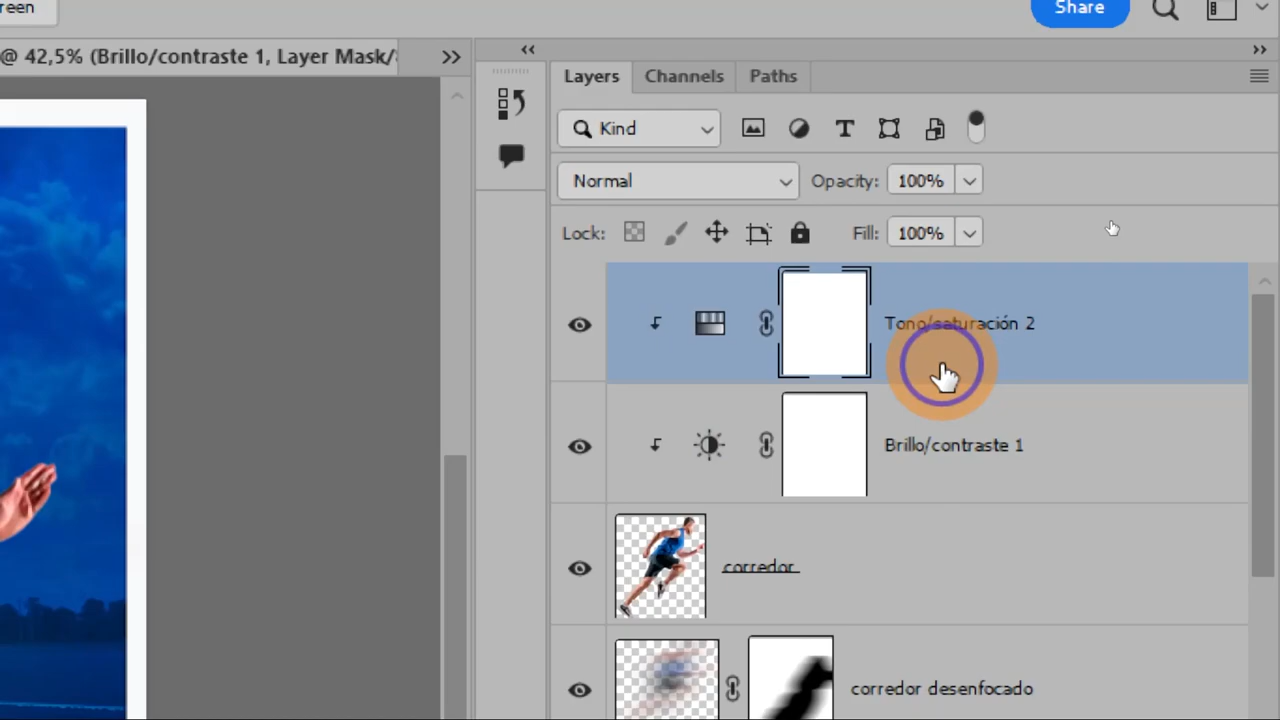 reen
Share
@ 42,5% (Brillo/contraste 1, Layer Mask/
Layers
Channels
Paths
Kind
Normal
Opacity:
100%
Lock:
Fill:
100%
Tono/saturación 2
Brillo/contraste 1
corredor
corredor desenfocado